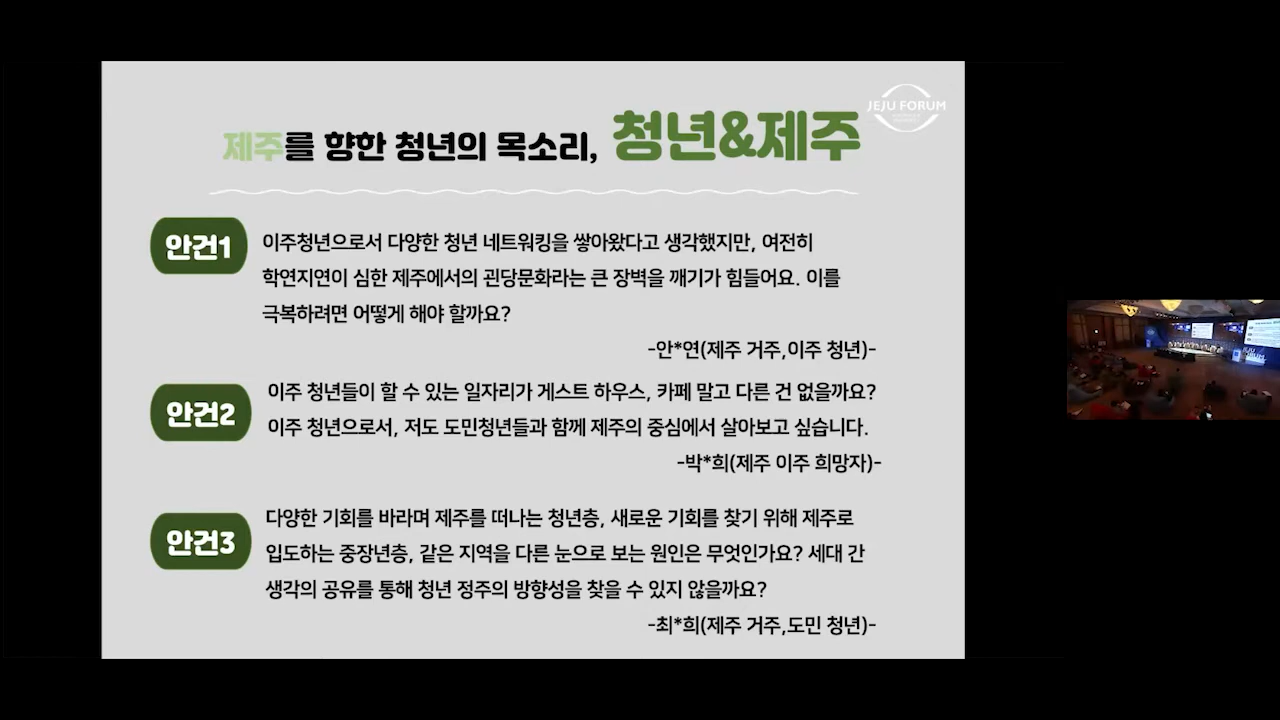 JEJU FORUM
제주를 향한 청년의 목소리, 청년&제주
안건1
이주청년으로서 다양한 청년 네트워킹을 쌓아왔다고 생각했지만, 여전히
학연지연이 심한 제주에서의 괸당문화라는 큰 장벽을 깨기가 힘들어요. 이를
극복하려면 어떻게 해야 할까요?
-안*연(제주 거주,이주 청년)-
안건2
이주 청년들이 할 수 있는 일자리가 게스트 하우스, 카페 말고 다른 건 없을까요?
이주 청년으로서, 저도 도민청년들과 함께 제주의 중심에서 살아보고 싶습니다.
-박*희(제주 이주 희망자)-
안건3
다양한 기회를 바라며 제주를 떠나는 청년층, 새로운 기회를 찾기 위해 제주로
입도하는 중장년층, 같은 지역을 다른 눈으로 보는 원인은 무엇인가요? 세대 간
생각의 공유를 통해 청년 정주의 방향성을 찾을 수 있지 않을까요?
-최*희(제주 거주,도민 청년)-
JEJU
FORUM